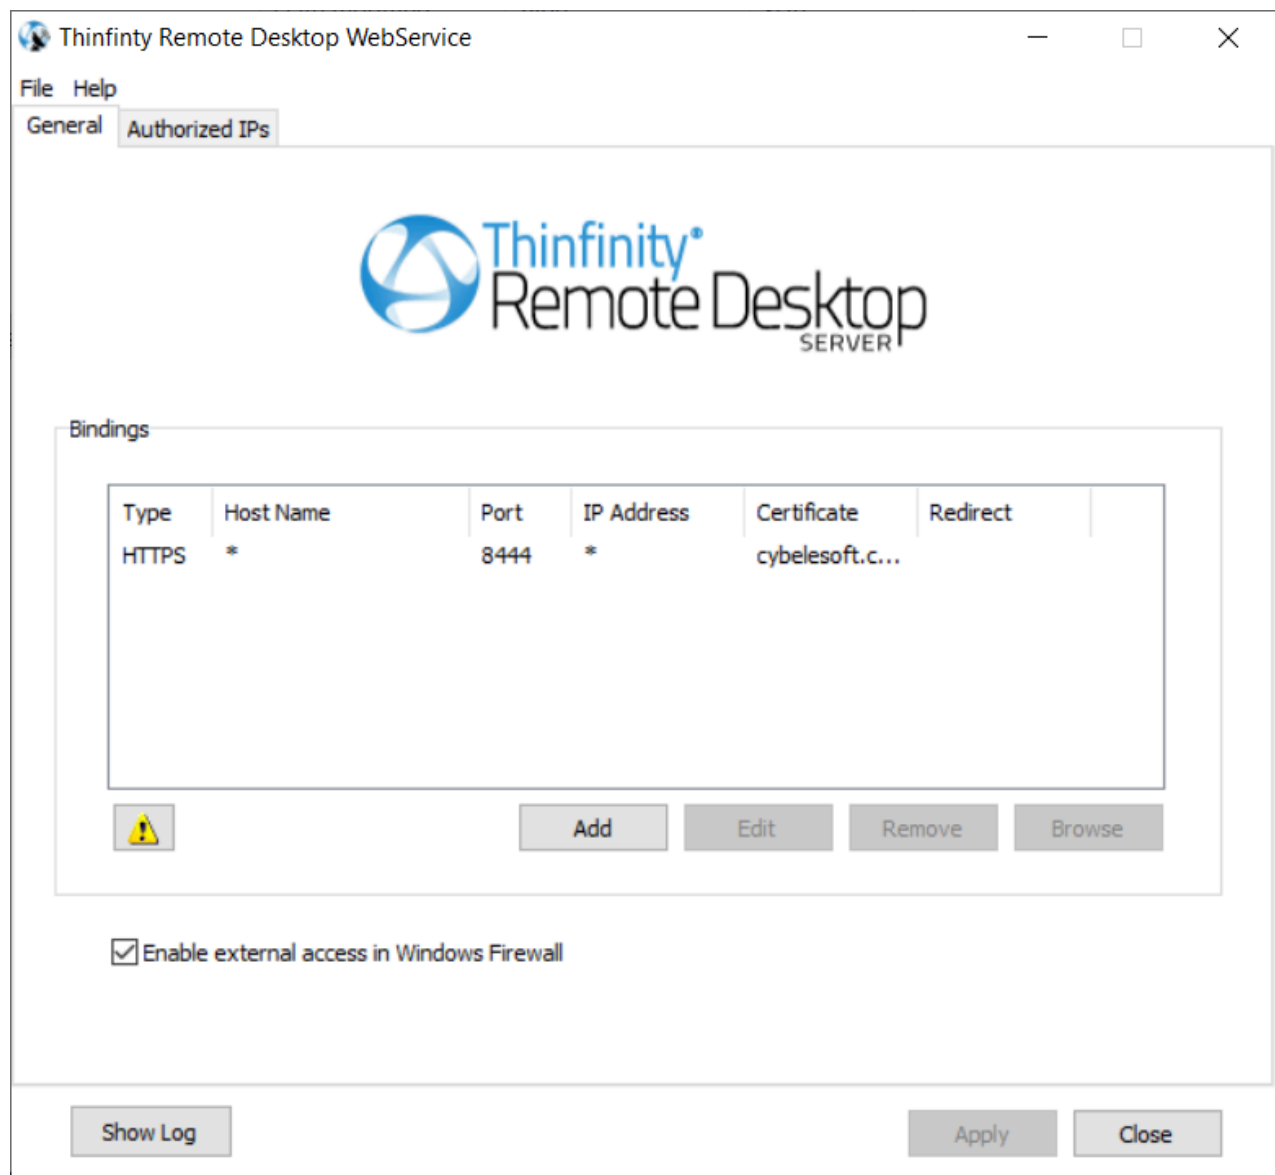 Thinfinty Remote Desktop WebService
File Help
General Authorized IPs
Thinfinity®
Remote Desktop
SERVER
Bindings
Type Host Name Port IP Address Certificate Redirect
HTTPS * 8444 * cybelesoft.c...
Add Edit Remove Browse
Enable external access in Windows Firewall
Show Log Apply Close